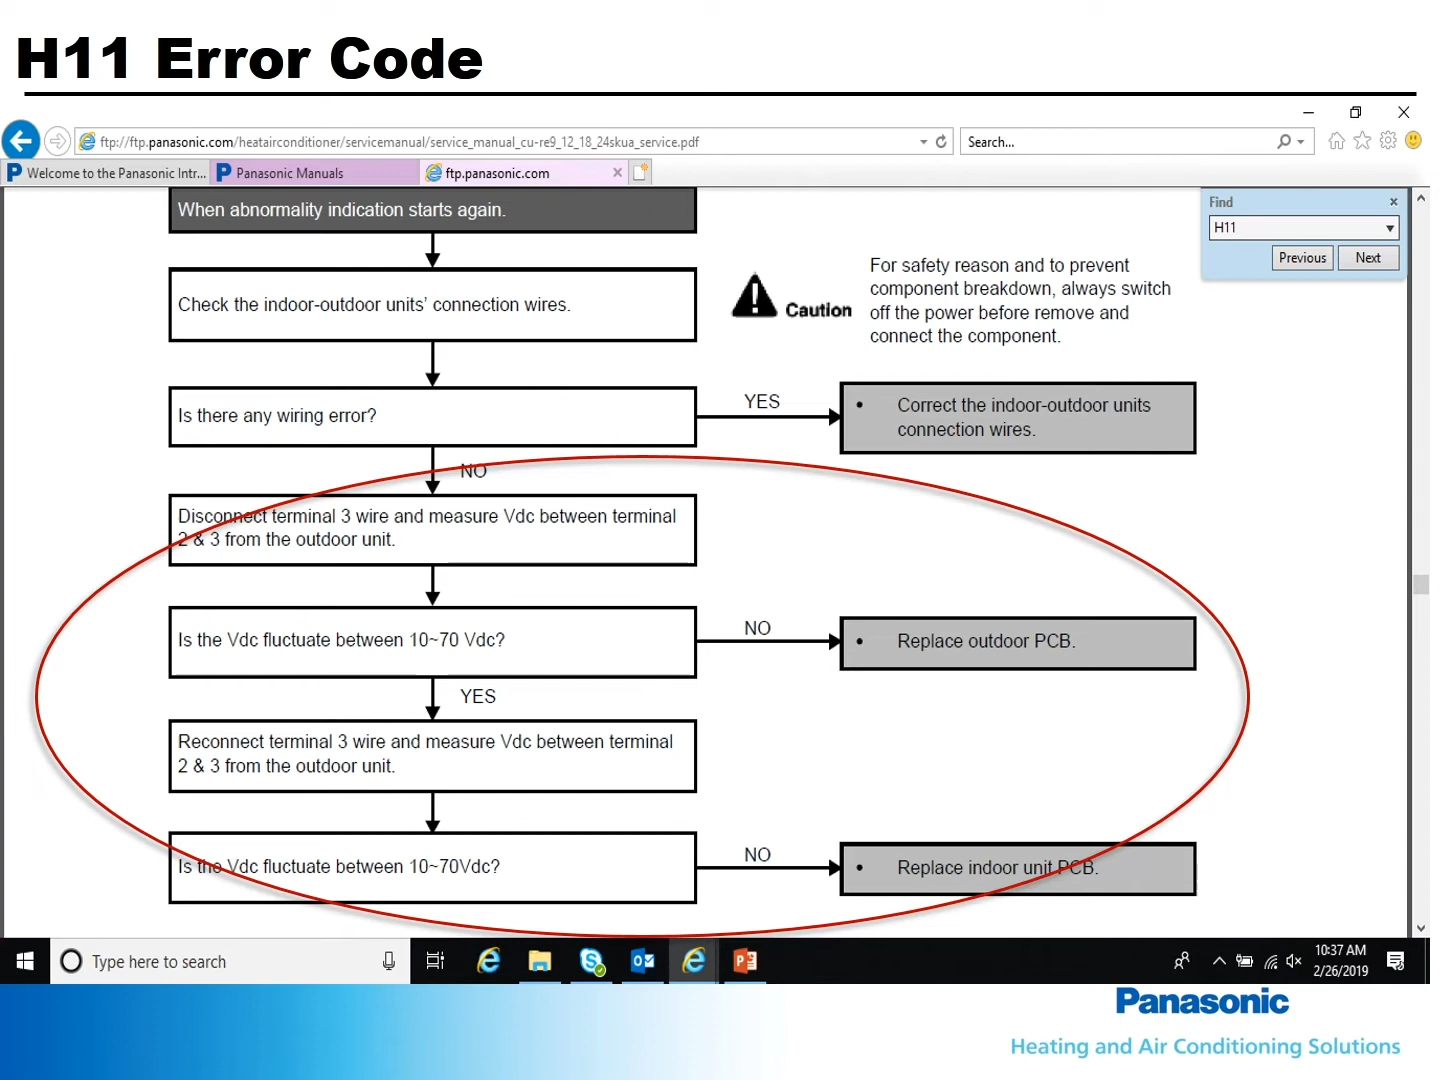 H11 Error Code
ftp://ftp.panasonic.com/heatairconditioner/servicemanual/service_manual_cu-re9_12_18_24skua_service.pdf
Search...
Welcome to the Panasonic Intr...
Panasonic Manuals
ftp.panasonic.com
Find
H11
Previous
Next
When abnormality indication starts again.
Check the indoor-outdoor units' connection wires.
Caution
For safety reason and to prevent
component breakdown, always switch
off the power before remove and
connect the component.
Is there any wiring error?
YES
• Correct the indoor-outdoor units
connection wires.
NO
Disconnect terminal 3 wire and measure Vdc between terminal
2 & 3 from the outdoor unit.
Is the Vdc fluctuate between 10~70 Vdc?
NO
• Replace outdoor PCB.
YES
Reconnect terminal 3 wire and measure Vdc between terminal
2 & 3 from the outdoor unit.
Is the Vdc fluctuate between 10~70Vdc?
NO
• Replace indoor unit PCB.
Type here to search
10:37 AM
2/26/2019
Panasonic
Heating and Air Conditioning Solutions